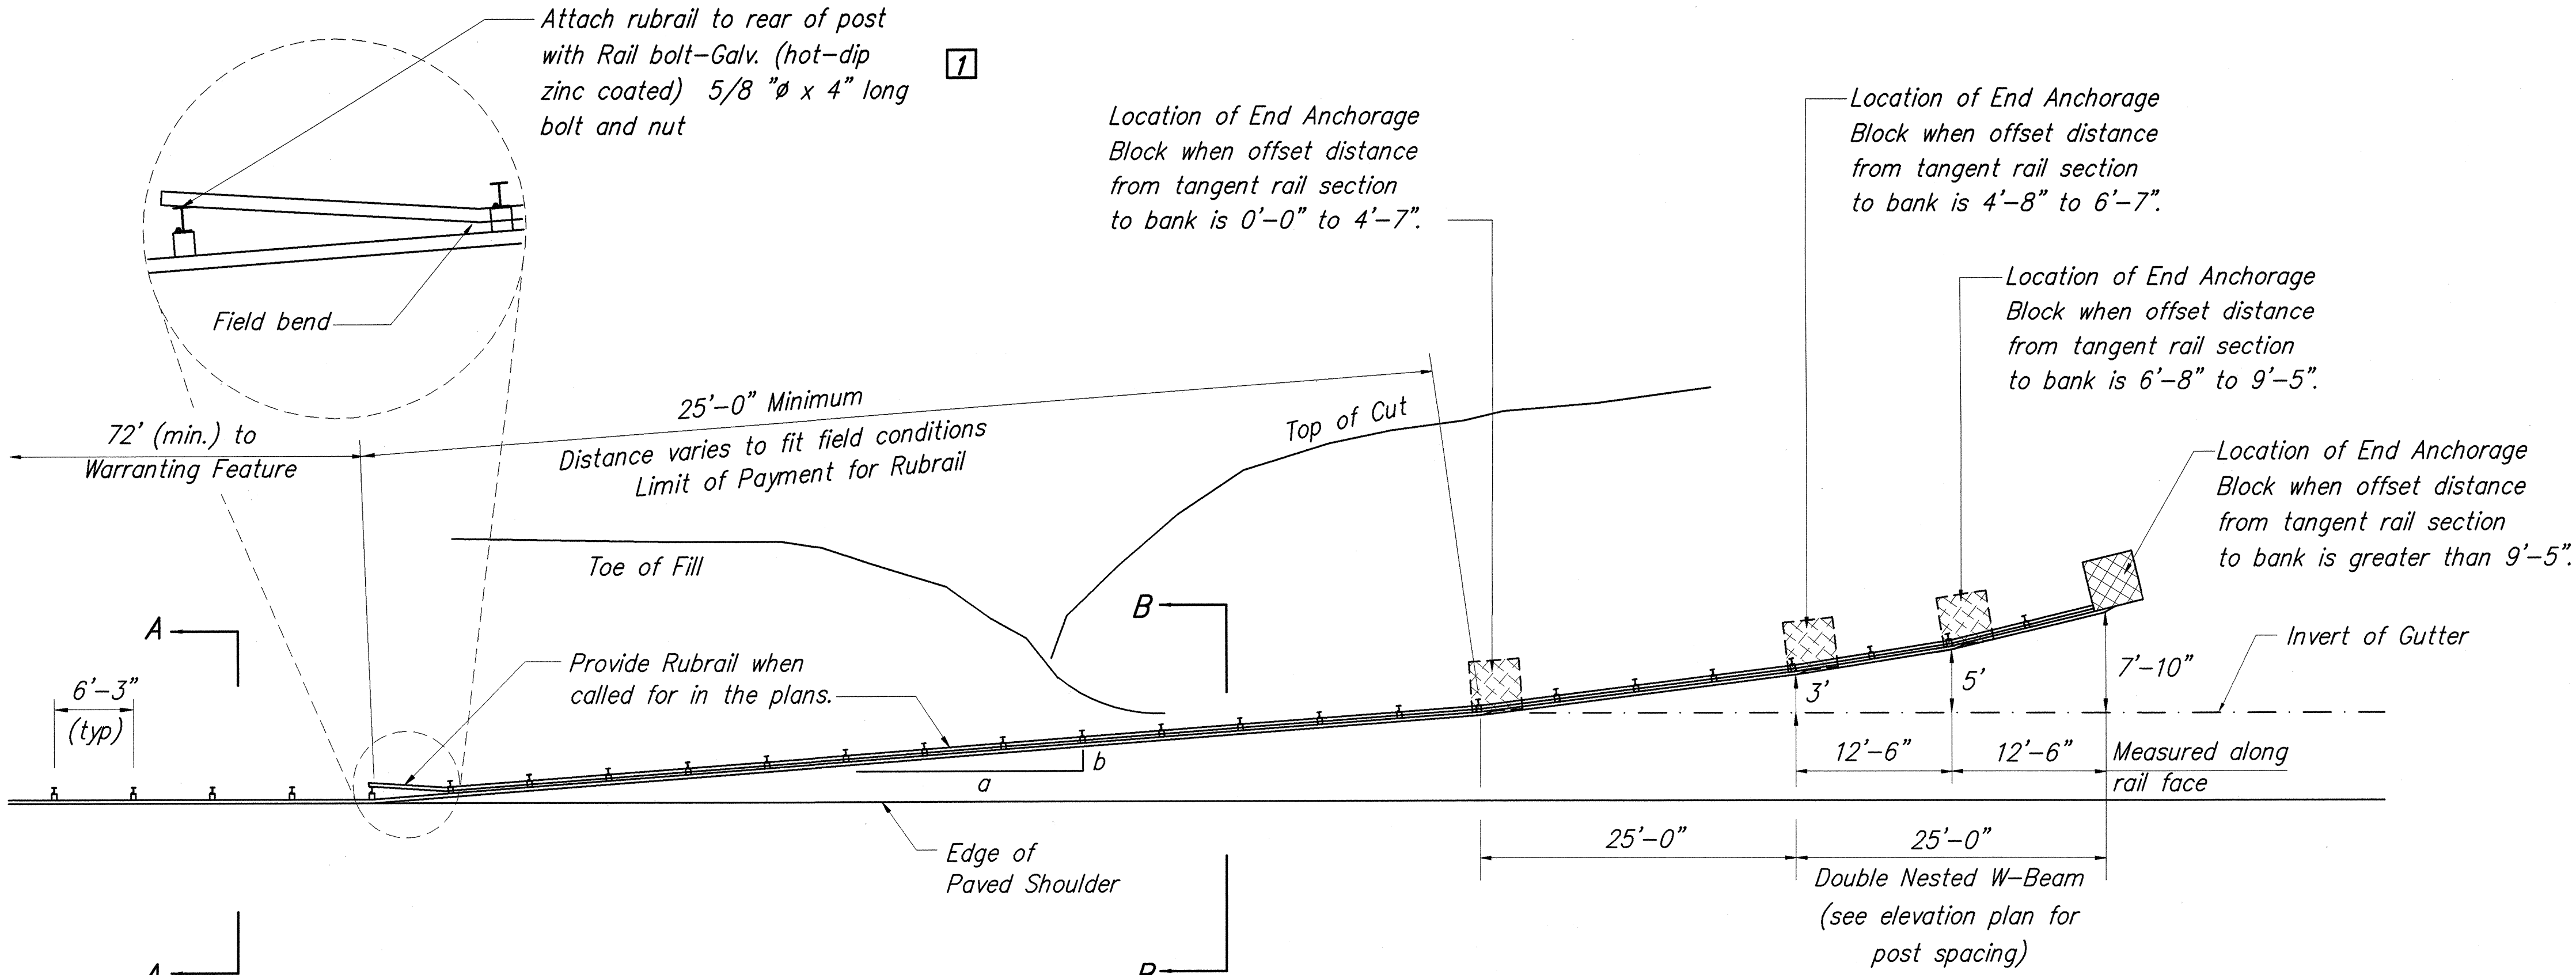 Attach rubrail to rear of post
with Rail bolt–Galv. (hot–dip
zinc coated) 5/8 "ø x 4" long
bolt and nut
1
Field bend
Location of End Anchorage
Block when offset distance
from tangent rail section
to bank is 0'–0" to 4'–7".
Location of End Anchorage
Block when offset distance
from tangent rail section
to bank is 4'–8" to 6'–7".
Location of End Anchorage
Block when offset distance
from tangent rail section
to bank is 6'–8" to 9'–5".
Location of End Anchorage
Block when offset distance
from tangent rail section
to bank is greater than 9'–5".
72' (min.) to
Warranting Feature
25'–0" Minimum
Distance varies to fit field conditions
Limit of Payment for Rubrail
Top of Cut
Toe of Fill
A
B
6'–3"
(typ)
Provide Rubrail when
called for in the plans.
a
b
3'
5'
7'–10"
Invert of Gutter
12'–6"
12'–6"
Measured along
rail face
Edge of
Paved Shoulder
25'–0"
25'–0"
Double Nested W–Beam
(see elevation plan for
post spacing)
A
B